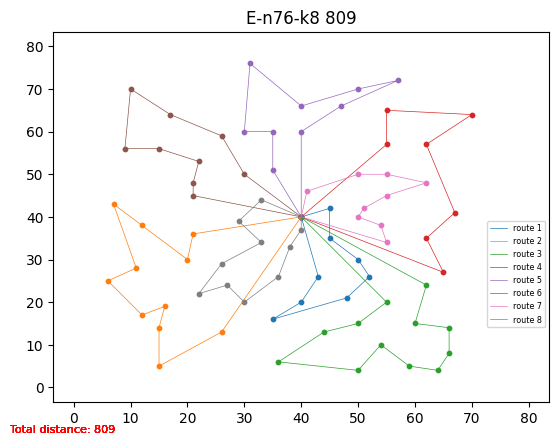 E-n76-k8 809
80
70
60
50
40
30
20
10
0
route 1
route 2
route 3
route 4
route 5
route 6
route 7
route 8
0 10 20 30 40 50 60 70 80
Total distance: 809